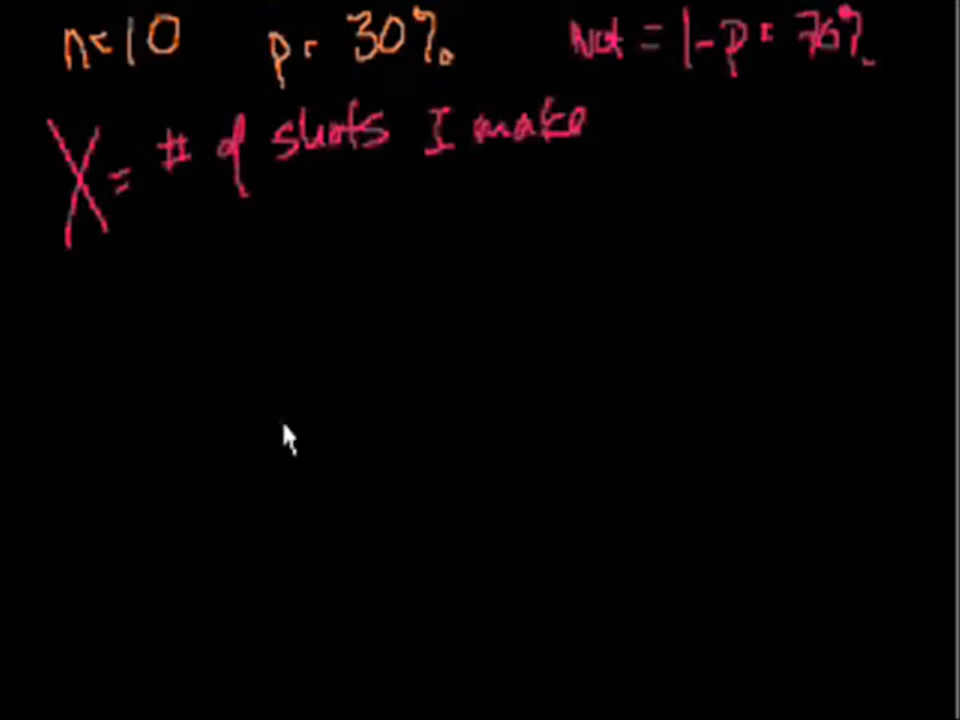 n=10 p= 30% Not = 1-p = 70%
X = # of shots I make